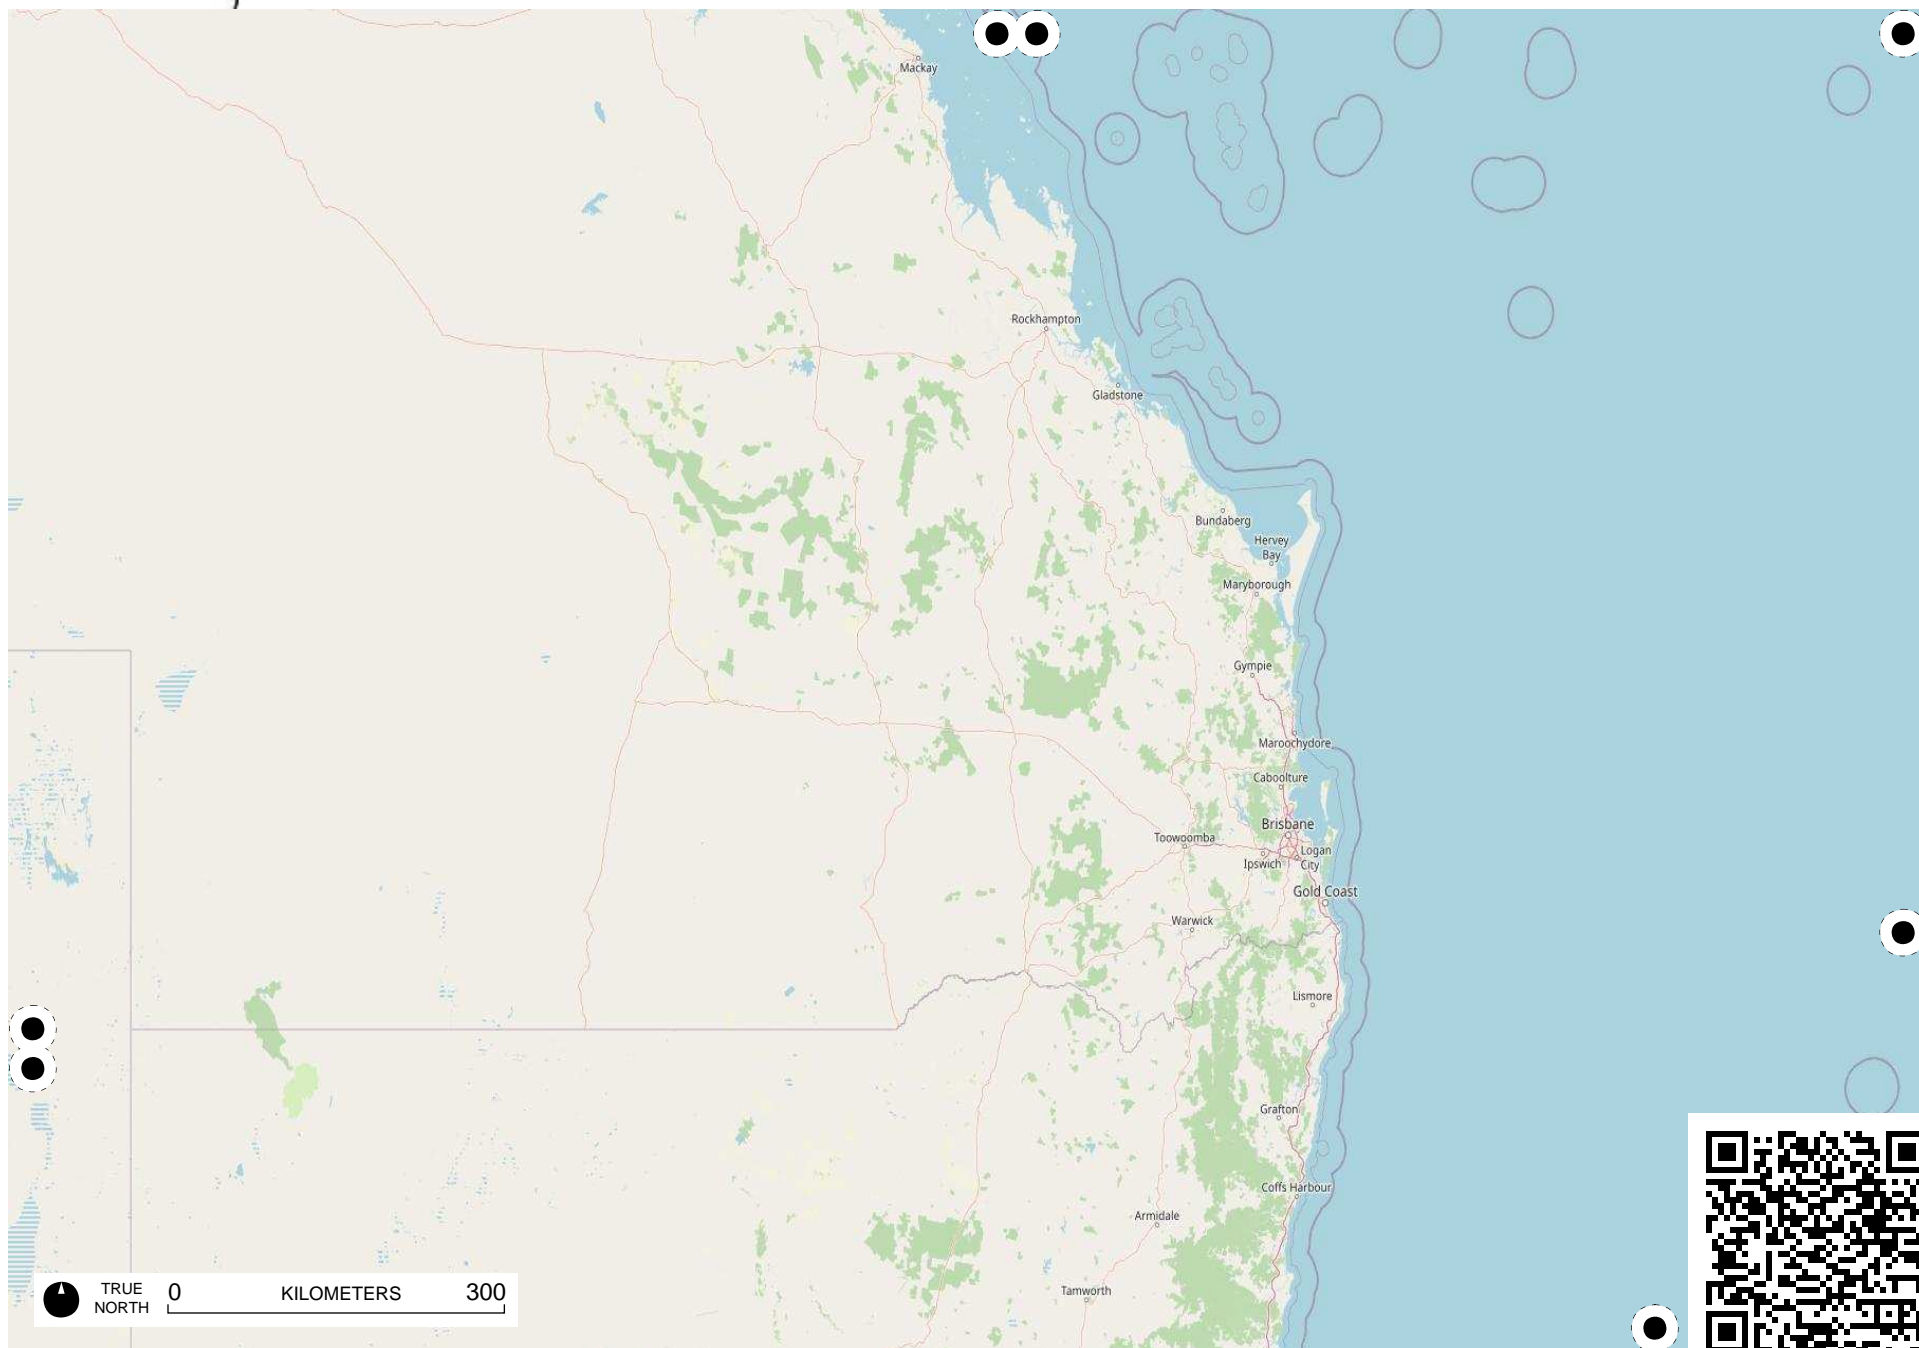 Mackay
Rockhampton
Gladstone
Bundaberg
Hervey
Bay
Maryborough
Gympie
Maroochydore
Caboolture
Brisbane
Toowoomba
Logan
City
Ipswich
Gold Coast
Warwick
Lismore
Grafton
Coffs Harbour
Armidale
Tamworth
TRUE
NORTH
0 KILOMETERS 300